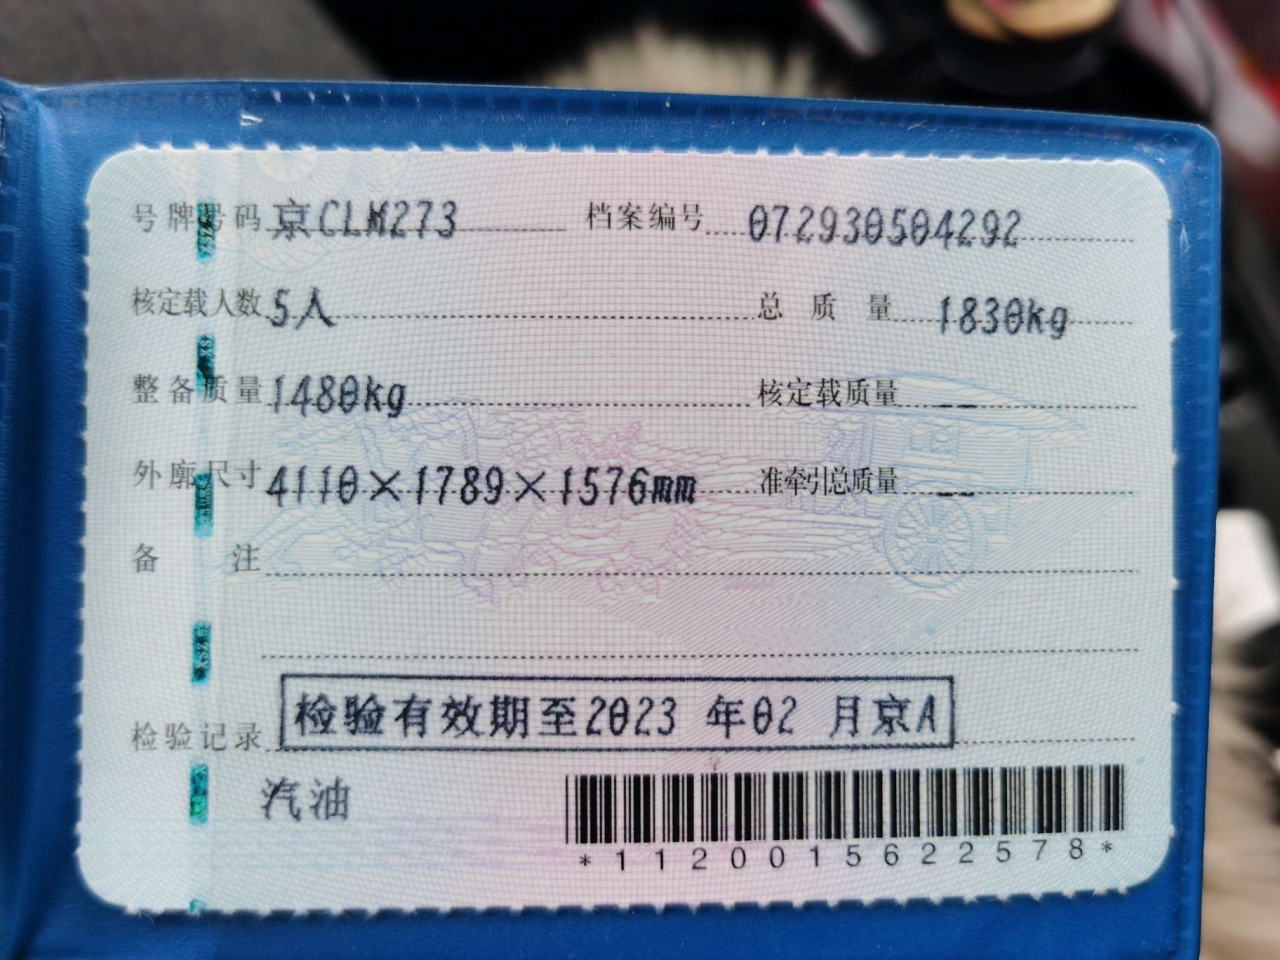 号牌号码 京CLM273 档案编号 072930504292
核定载人数 5人 总质量 1830kg
整备质量 1480kg 核定载质量 --
外廓尺寸 4110×1789×1576mm 准牵引总质量 --
备注
检验记录 检验有效期至2023 年02 月京A
汽油
*1120015622578*